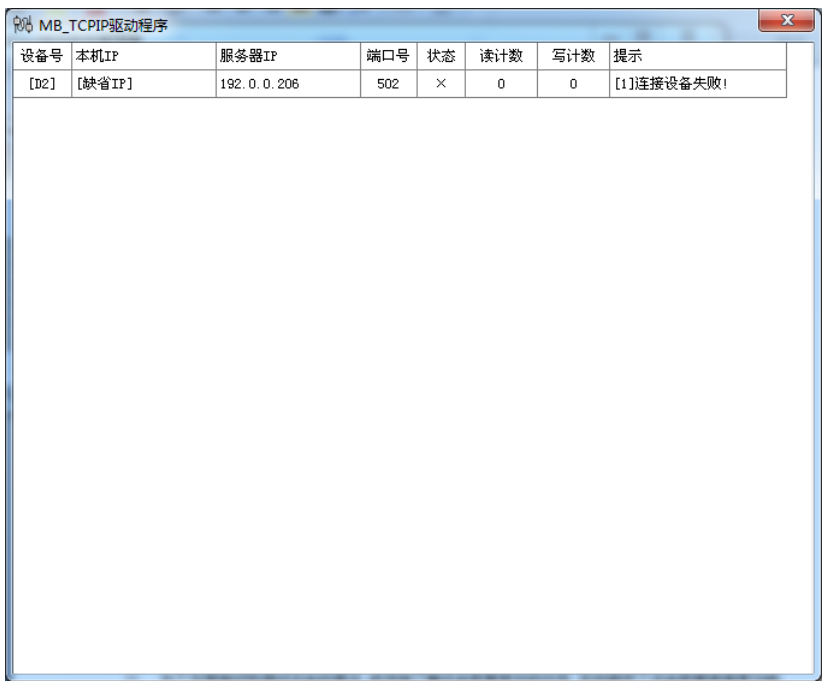 MB_TCPIP驱动程序
设备号 本机IP 服务器IP 端口号 状态 读计数 写计数 提示
[D2] [缺省IP] 192.0.0.206 502 × 0 0 [1]连接设备失败!